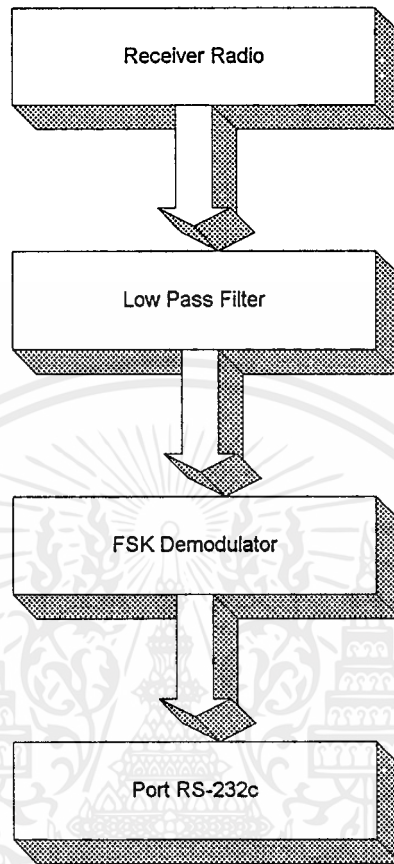 Receiver Radio
Low Pass Filter
FSK Demodulator
Port RS-232c